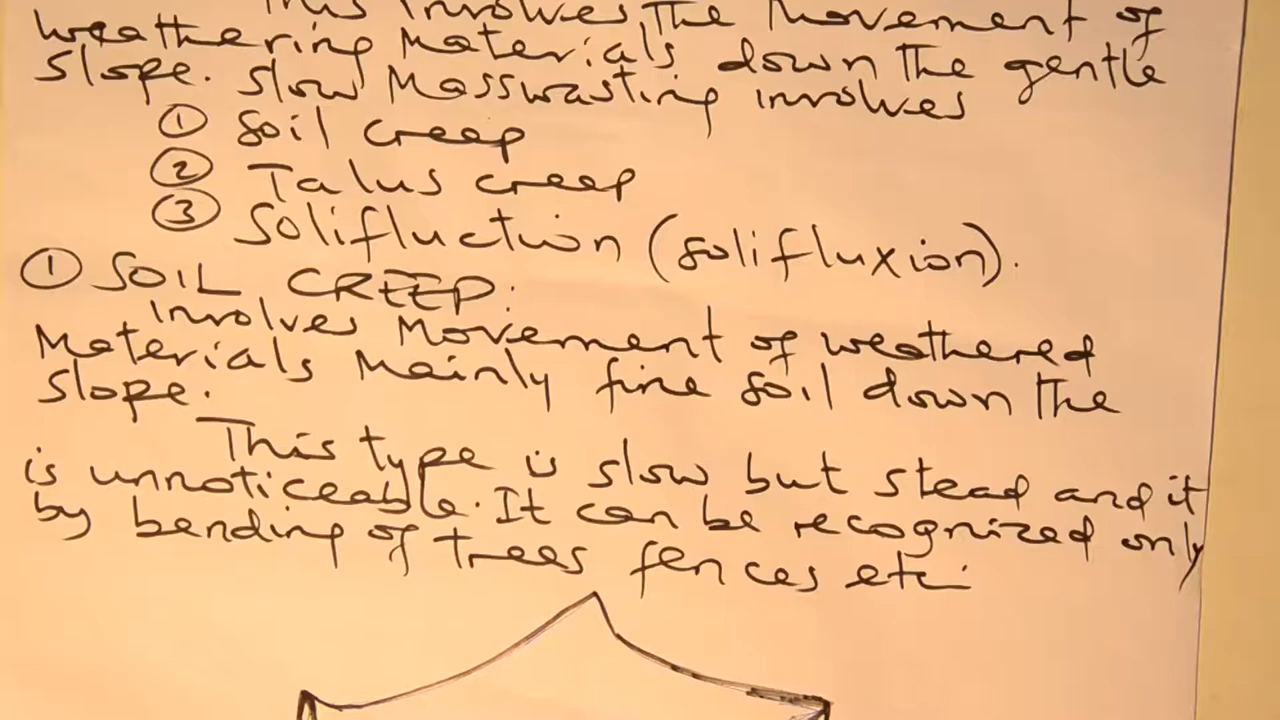 This involves the movement of
weathering materials down the gentle
slope. Slow Masswasting involves
① Soil creep
② Talus creep
③ Solifluction (solifluxion).
① SOIL CREEP:
involves Movement of weathered
Materials Mainly fine soil down the
slope.
This type is slow but stead and it
is unnoticeable. It can be recognized only
by bending of trees fences etc.